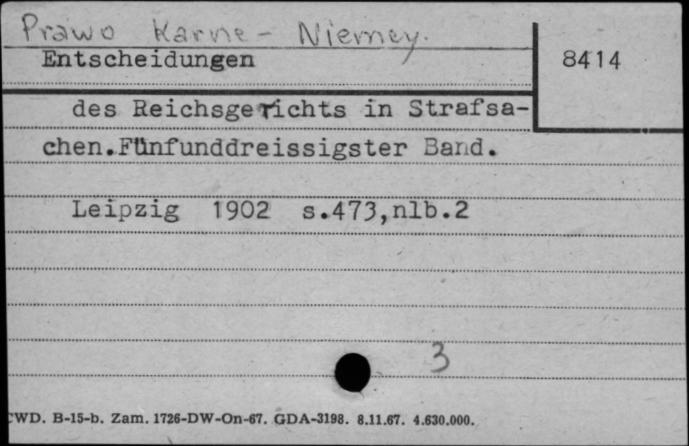 Prawo Karne - Niemcy.
Entscheidungen
8414
des Reichsgerichts in Strafsa-
chen.Fünfunddreissigster Band.
Leipzig 1902 s.473,nlb.2
3
CWD. B-15-b. Zam. 1726-DW-On-67. GDA-3198. 8.11.67. 4.630.000.